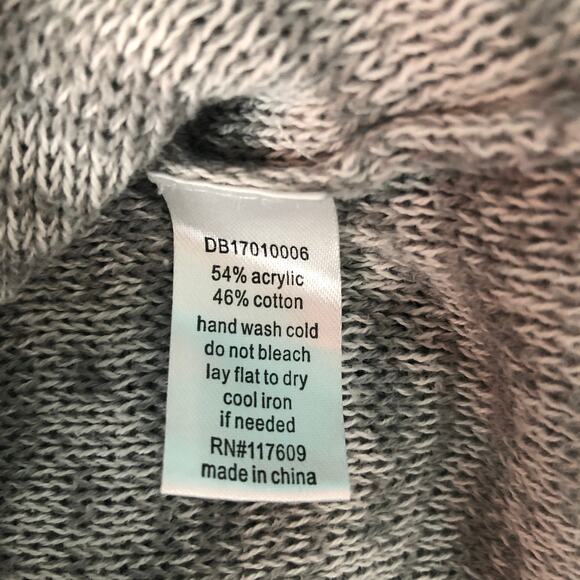 DB17010006
54% acrylic
46% cotton
hand wash cold
do not bleach
lay flat to dry
cool iron
if needed
RN#117609
made in china